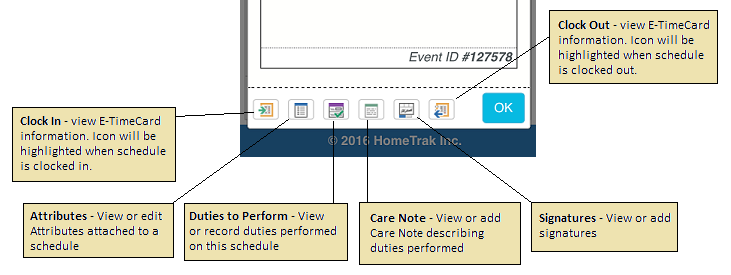 Clock Out - view E-TimeCard
information. Icon will be
highlighted when schedule
is clocked out.
Event ID #127578
OK
Clock In - view E-TimeCard
information. Icon will be
highlighted when schedule
is clocked in.
© 2016 HomeTrak Inc.
Attributes - View or edit
Attributes attached to a
schedule
Duties to Perform - View
or record duties performed
on this schedule
Care Note - View or add
Care Note describing
duties performed
Signatures - View or add
signatures